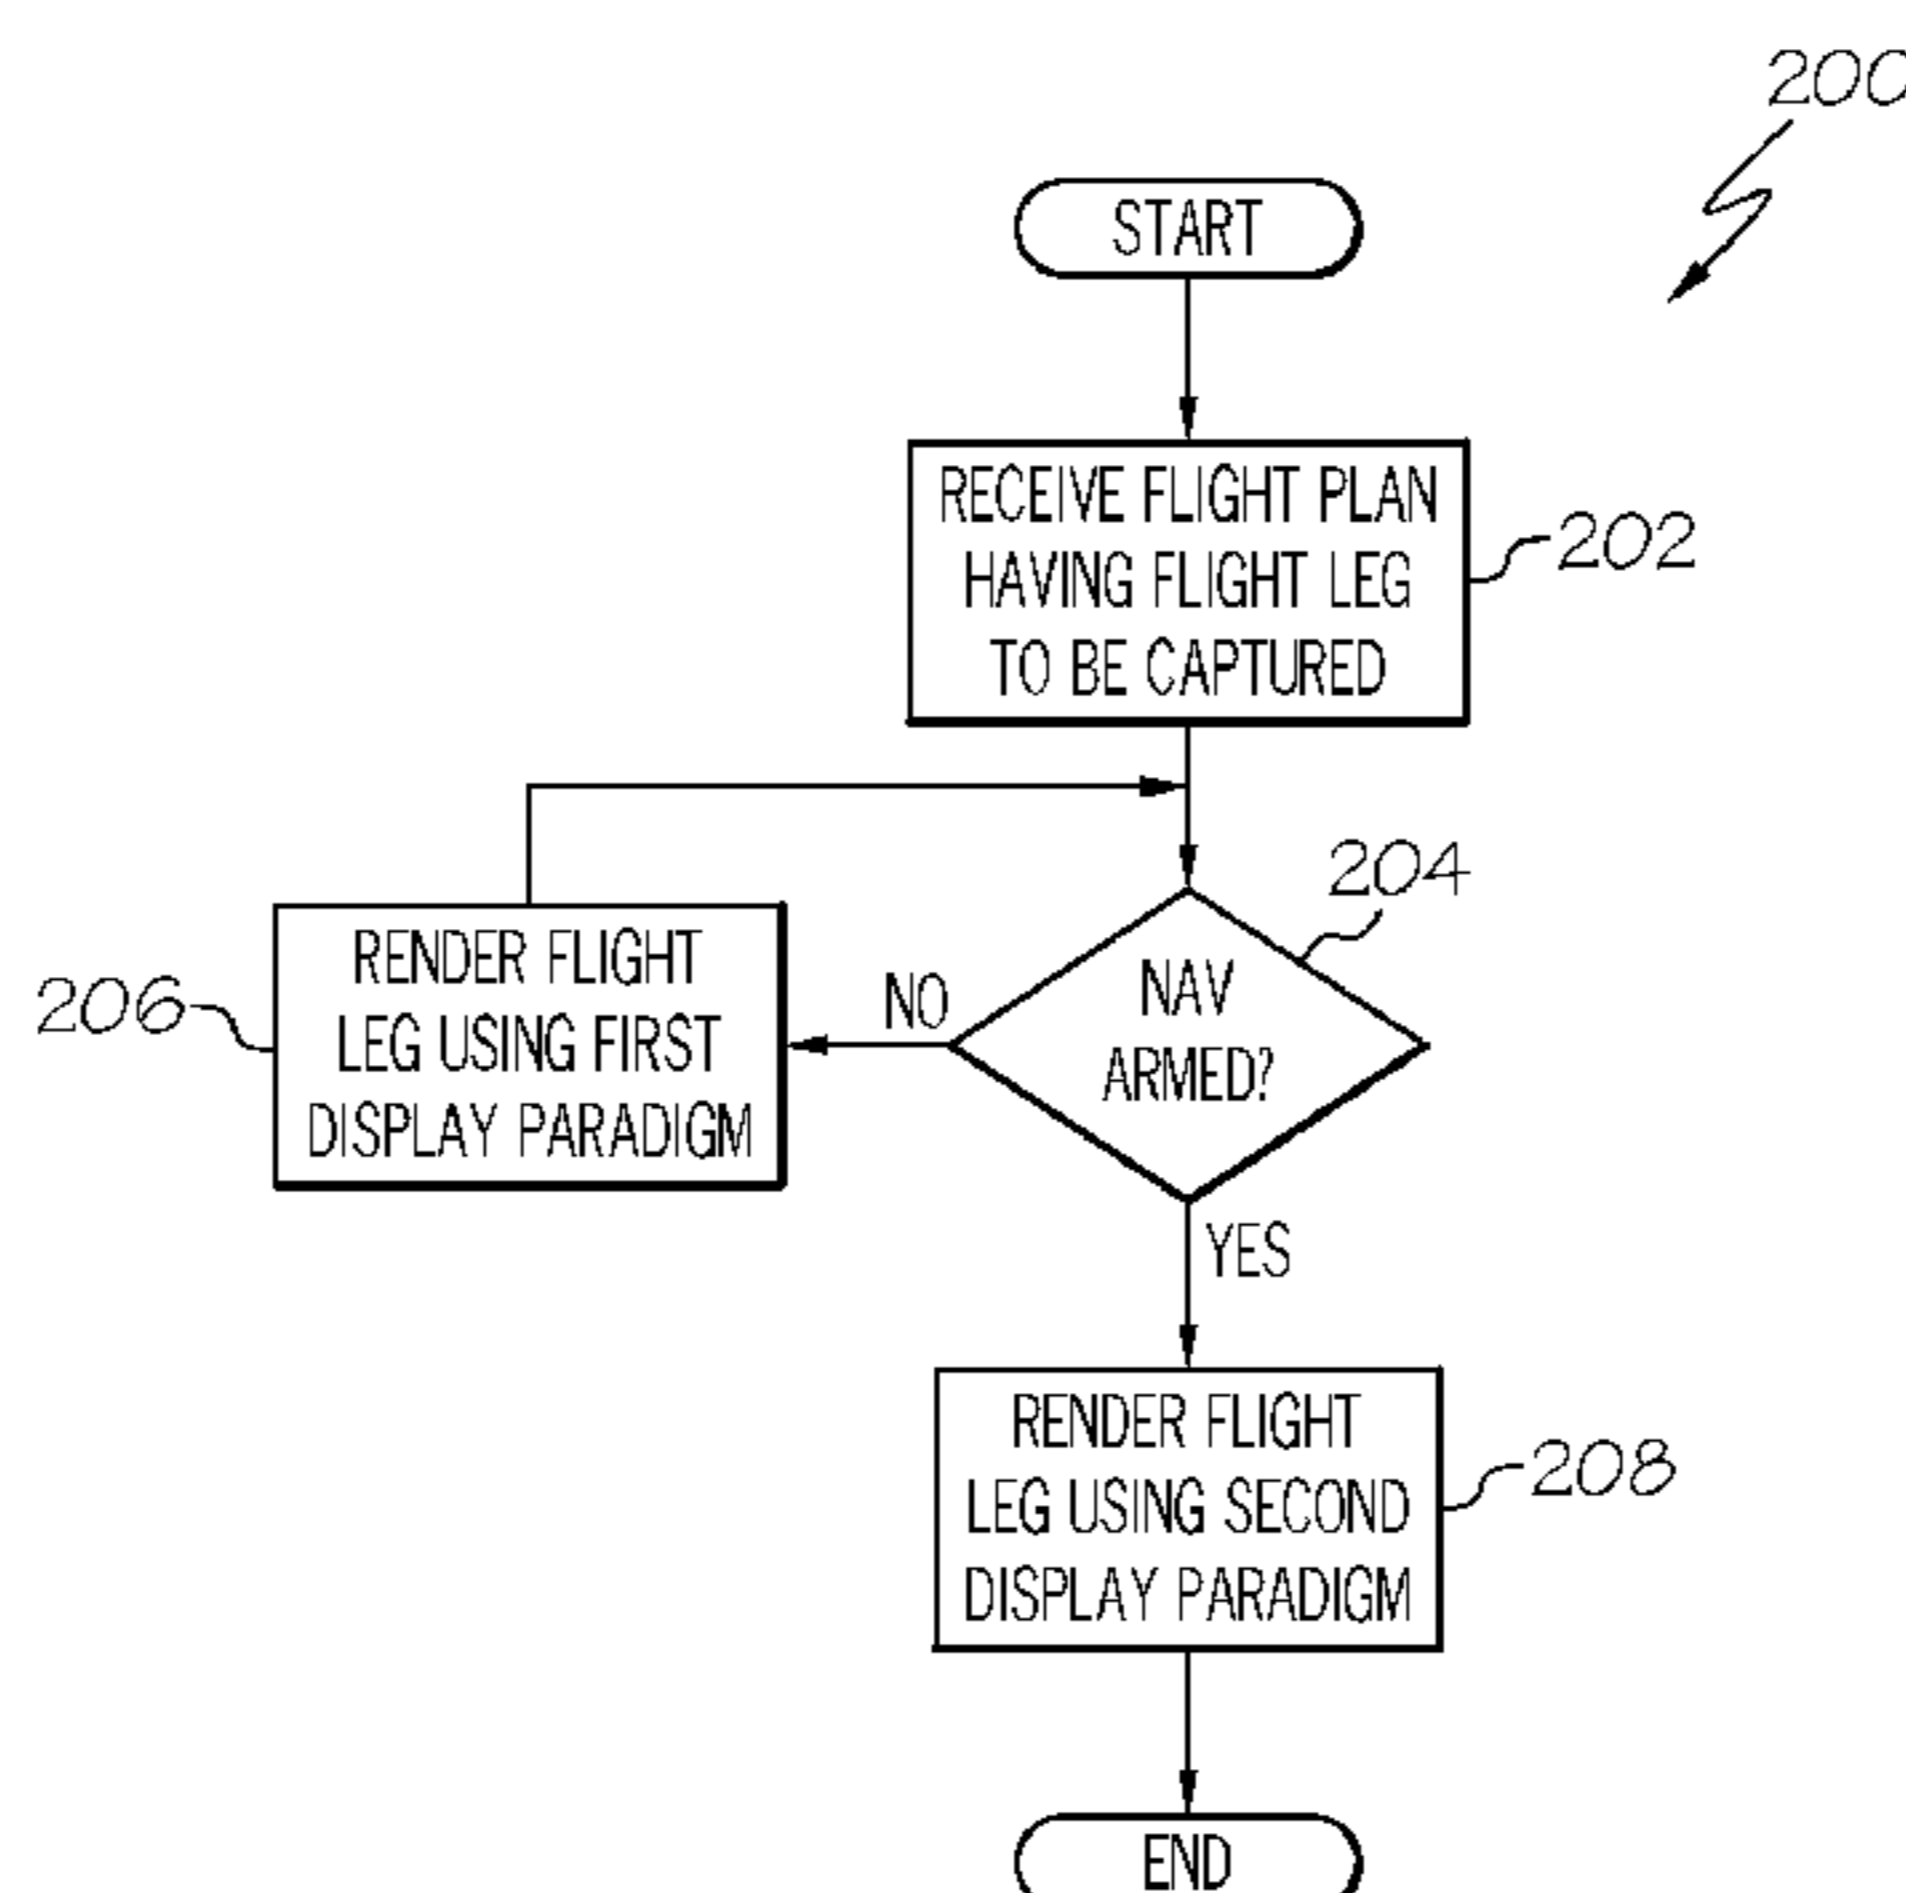 200
START
RECEIVE FLIGHT PLAN
HAVING FLIGHT LEG
TO BE CAPTURED
202
204
NAV
ARMED?
NO
RENDER FLIGHT
LEG USING FIRST
DISPLAY PARADIGM
206
YES
RENDER FLIGHT
LEG USING SECOND
DISPLAY PARADIGM
208
END